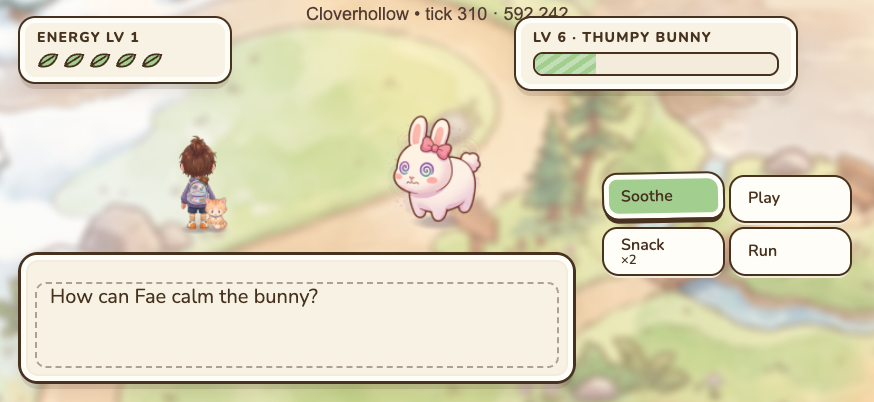 Cloverhollow • tick 310 · 592,242
ENERGY LV 1
LV 6 · THUMPY BUNNY
Soothe
Play
Snack
×2
Run
How can Fae calm the bunny?